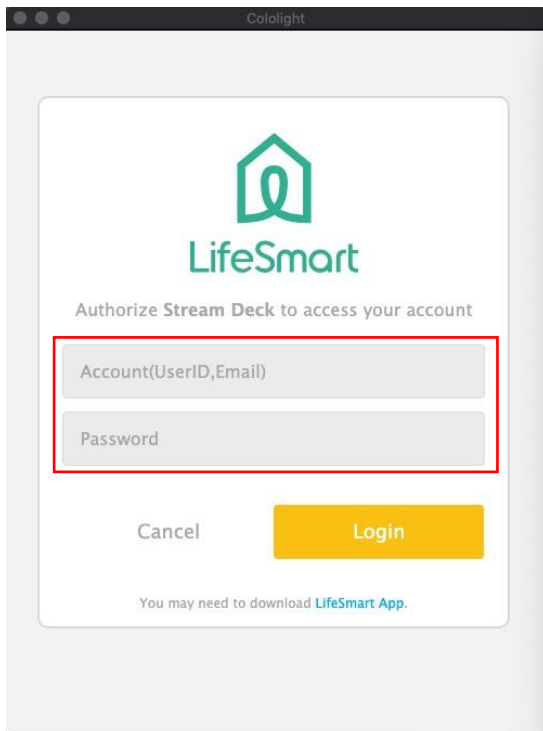 Cololight
LifeSmart
Authorize Stream Deck to access your account
Account(UserID,Email)
Password
Cancel
Login
You may need to download LifeSmart App.